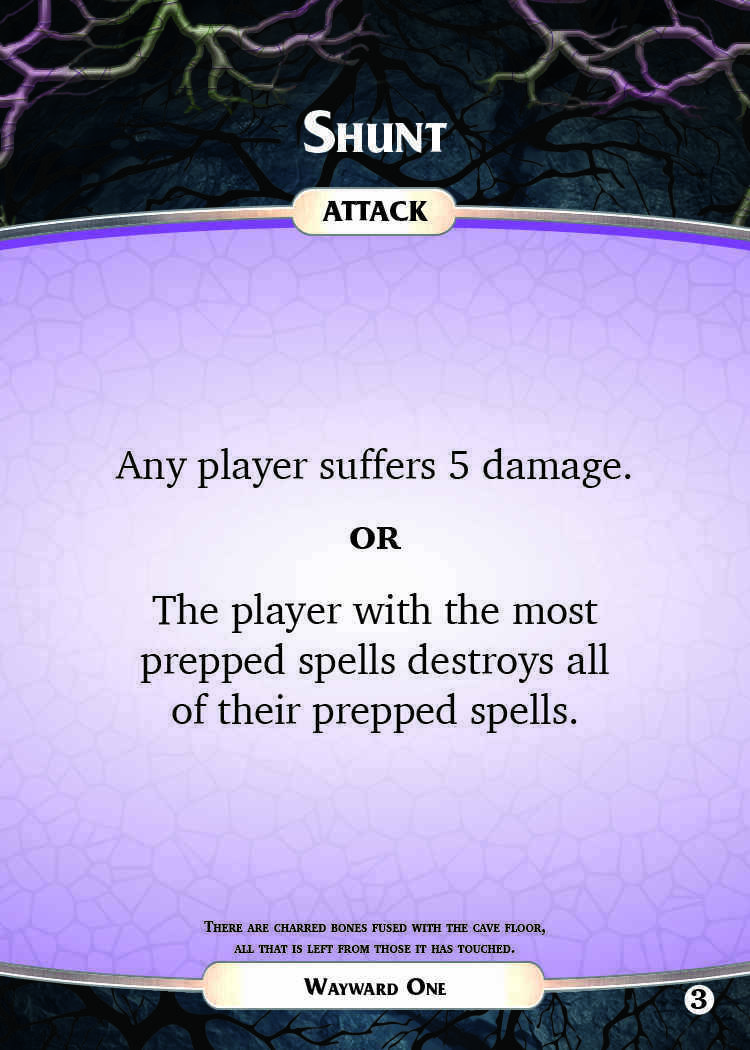 Shunt
ATTACK
Any player suffers 5 damage.
OR
The player with the most
prepped spells destroys all
of their prepped spells.
There are charred bones fused with the cave floor,
all that is left from those it has touched.
Wayward One
3